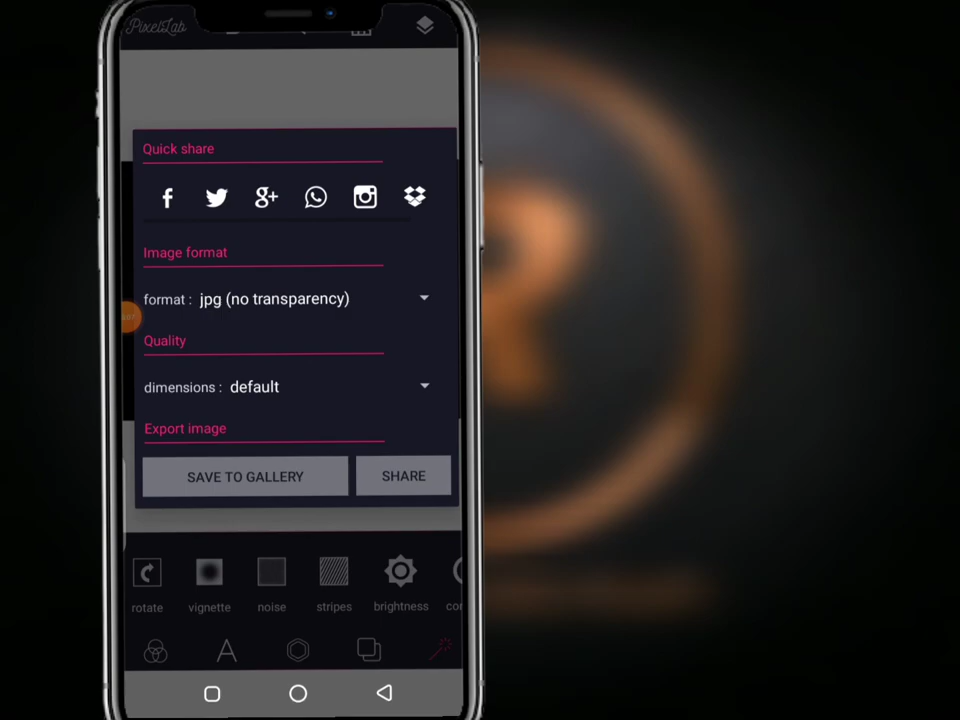 PixelLab
Quick share
Image format
format : jpg (no transparency)
Quality
dimensions : default
Export image
SAVE TO GALLERY
SHARE
rotate
vignette
noise
stripes
brightness